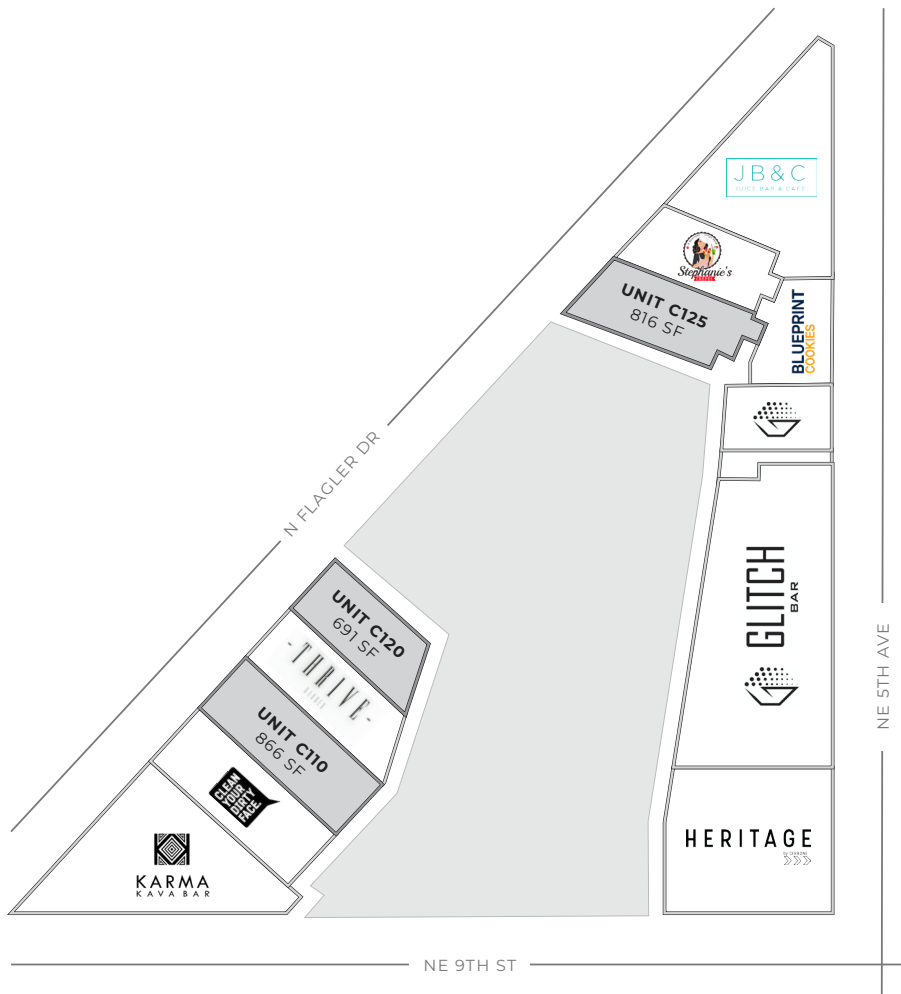 JB&C
JUICE BAR & CAFE
Stephanie's
CREPES
UNIT C125
816 SF
BLUEPRINT
COOKIES
N FLAGLER DR
GLITCH
BAR
UNIT C120
691 SF
-THRIVE-
UNIT C110
866 SF
NE 5TH AVE
CLEAN
YOUR
DIRTY
FACE.
HERITAGE
KARMA
KAVA BAR
NE 9TH ST